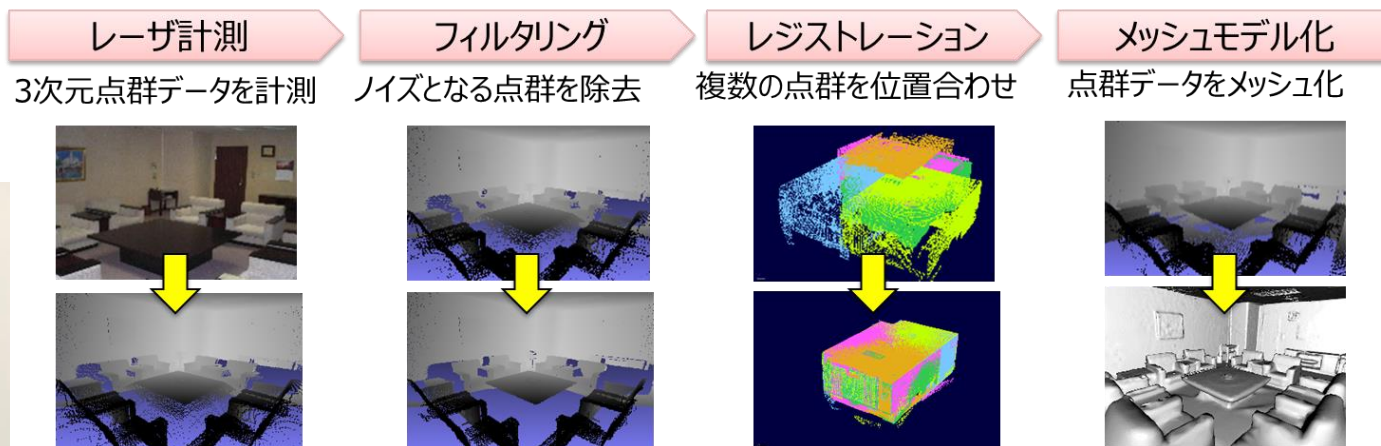 レーザ計測
フィルタリング
レジストレーション
メッシュモデル化
3次元点群データを計測
ノイズとなる点群を除去
複数の点群を位置合わせ
点群データをメッシュ化